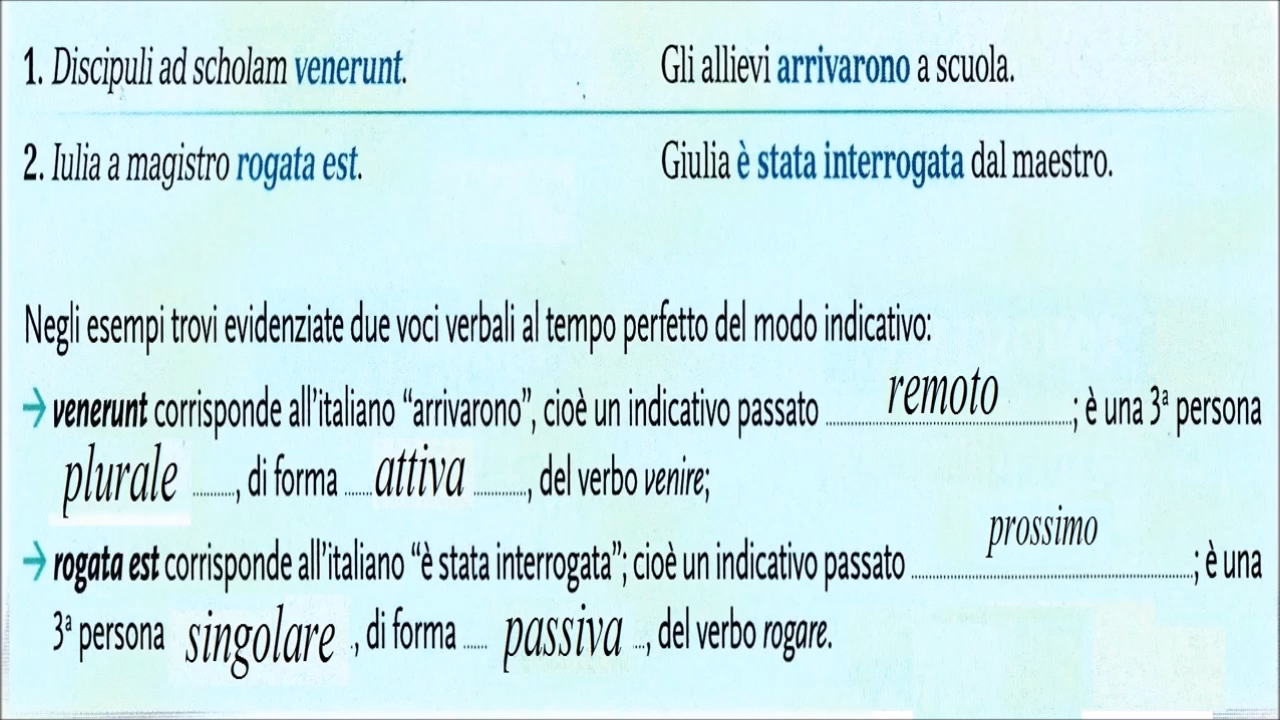 1. Discipuli ad scholam venerunt. Gli allievi arrivarono a scuola.
2. Iulia a magistro rogata est. Giulia è stata interrogata dal maestro.
Negli esempi trovi evidenziate due voci verbali al tempo perfetto del modo indicativo:
→ venerunt corrisponde all'italiano “arrivarono”, cioè un indicativo passato remoto; è una 3ª persona
plurale, di forma attiva, del verbo venire;
→ rogata est corrisponde all'italiano “è stata interrogata”; cioè un indicativo passato prossimo; è una
3ª persona singolare, di forma passiva, del verbo rogare.